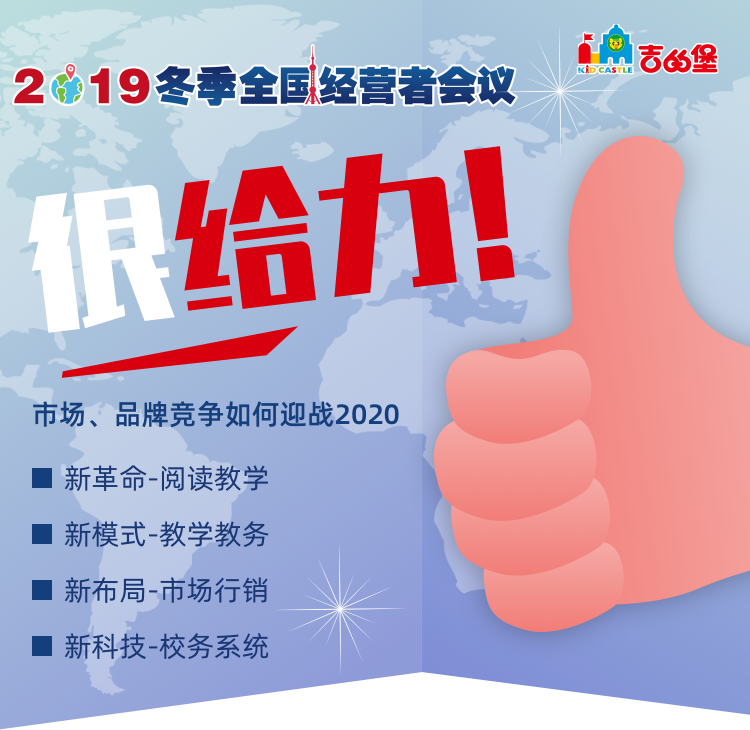 2019冬季全国经营者会议
KID CASTLE
吉的堡
很给力!
市场、品牌竞争如何迎战2020
新革命-阅读教学
新模式-教学教务
新布局-市场行销
新科技-校务系统